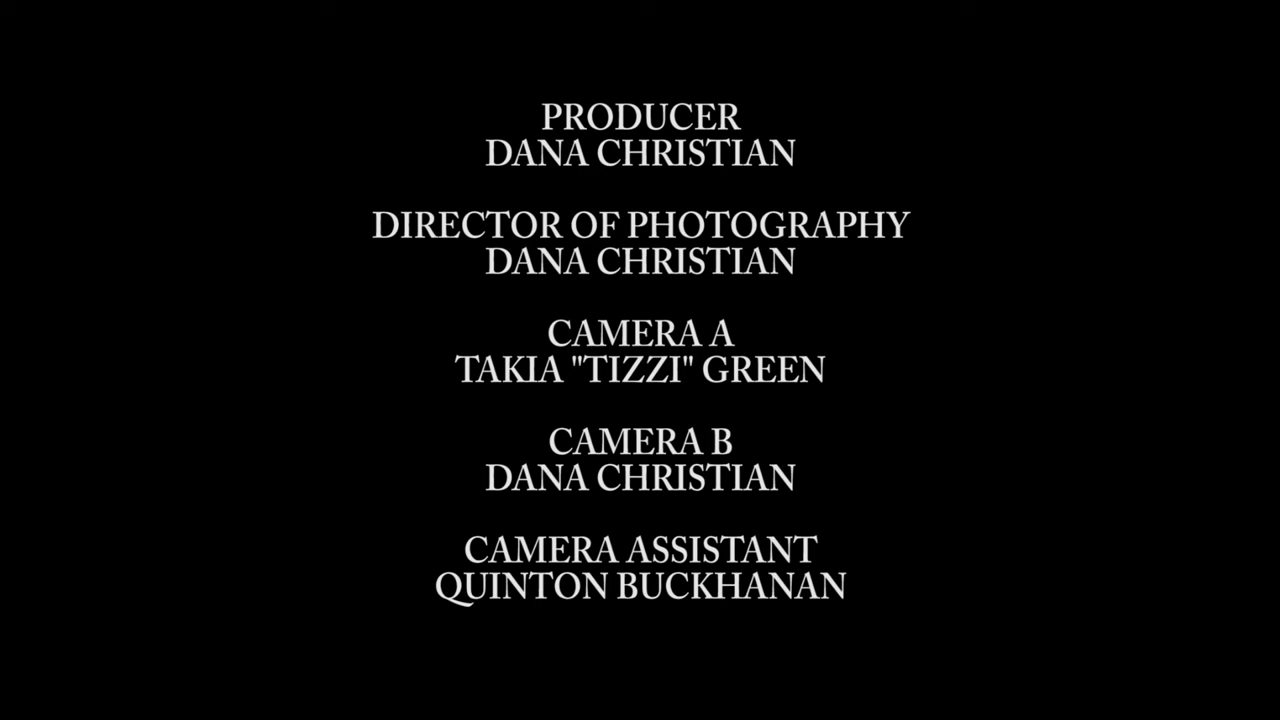 PRODUCER
DANA CHRISTIAN
DIRECTOR OF PHOTOGRAPHY
DANA CHRISTIAN
CAMERA A
TAKIA "TIZZI" GREEN
CAMERA B
DANA CHRISTIAN
CAMERA ASSISTANT
QUINTON BUCKHANAN